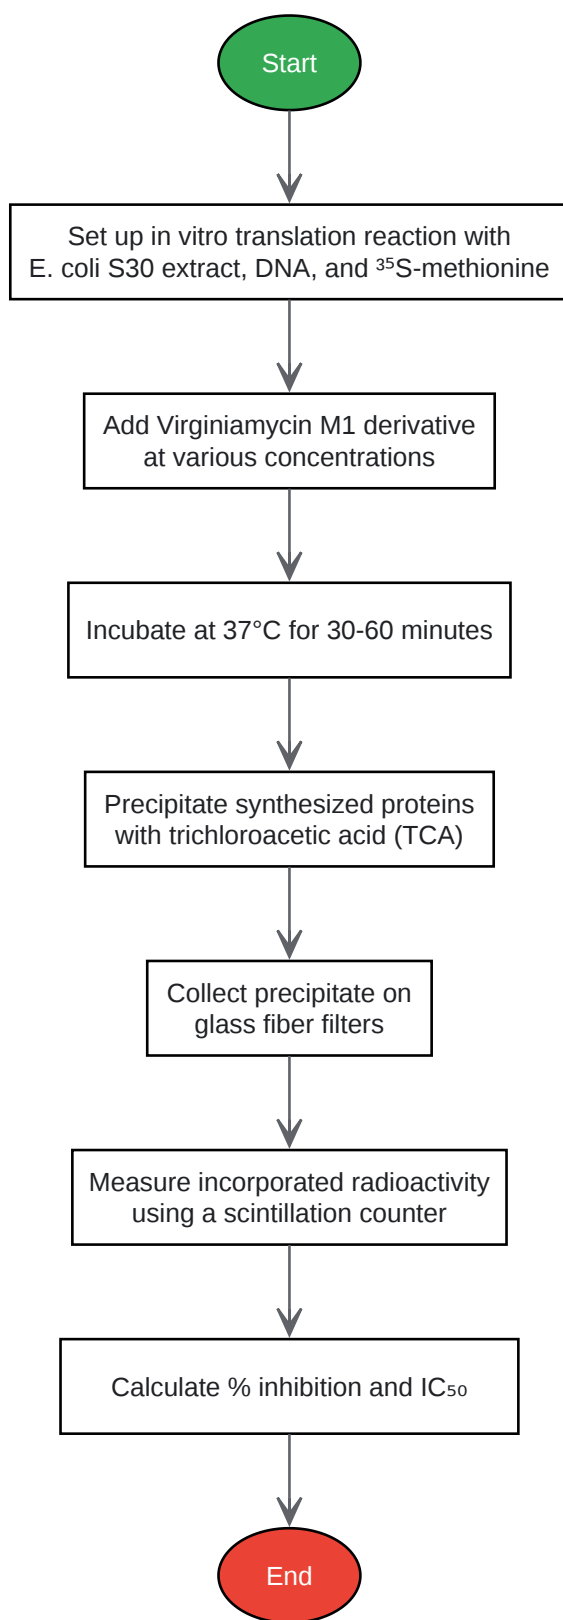 Start
Set up in vitro translation reaction with
E. coli S30 extract, DNA, and ³⁵S-methionine
Add Virginiamycin M1 derivative
at various concentrations
Incubate at 37°C for 30-60 minutes
Precipitate synthesized proteins
with trichloroacetic acid (TCA)
Collect precipitate on
glass fiber filters
Measure incorporated radioactivity
using a scintillation counter
Calculate % inhibition and IC₅₀
End